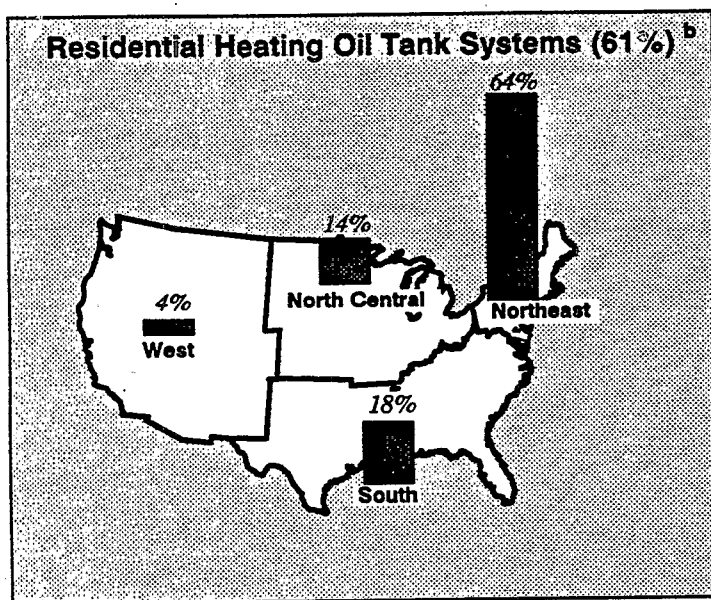 Residential Heating Oil Tank Systems (61%) b
64%
14%
North Central
Northeast
4%
West
18%
South